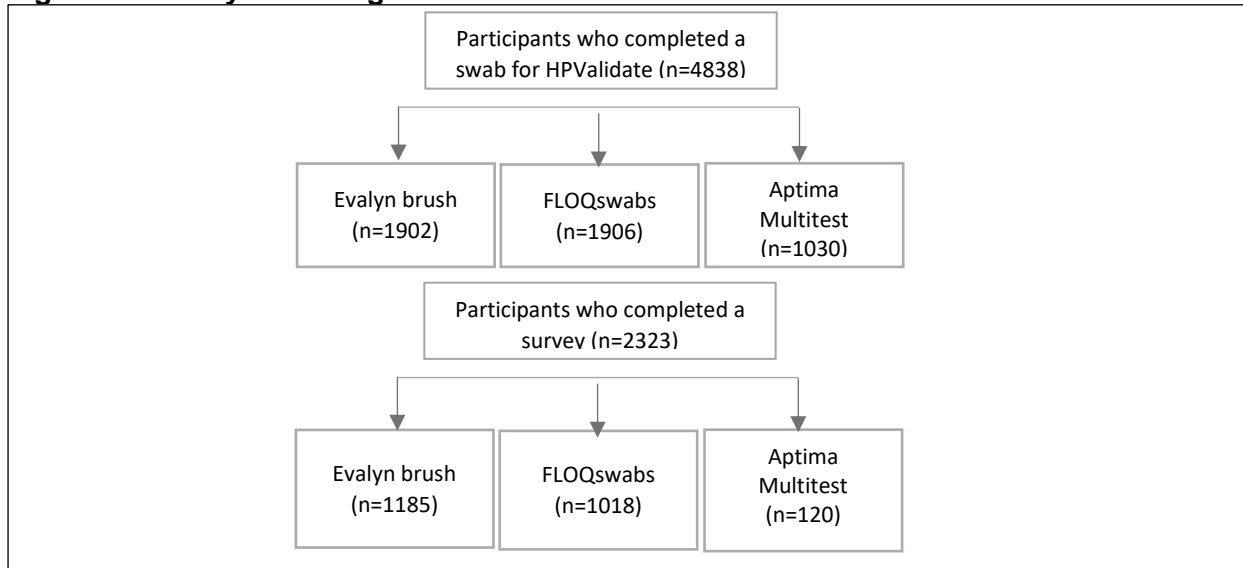 Participants who completed a
swab for HPValidate (n=4838)
Evalyn brush
(n=1902)
FLOQswabs
(n=1906)
Aptima
Multitest
(n=1030)
Participants who completed a
survey (n=2323)
Evalyn brush
(n=1185)
FLOQswabs
(n=1018)
Aptima
Multitest
(n=120)